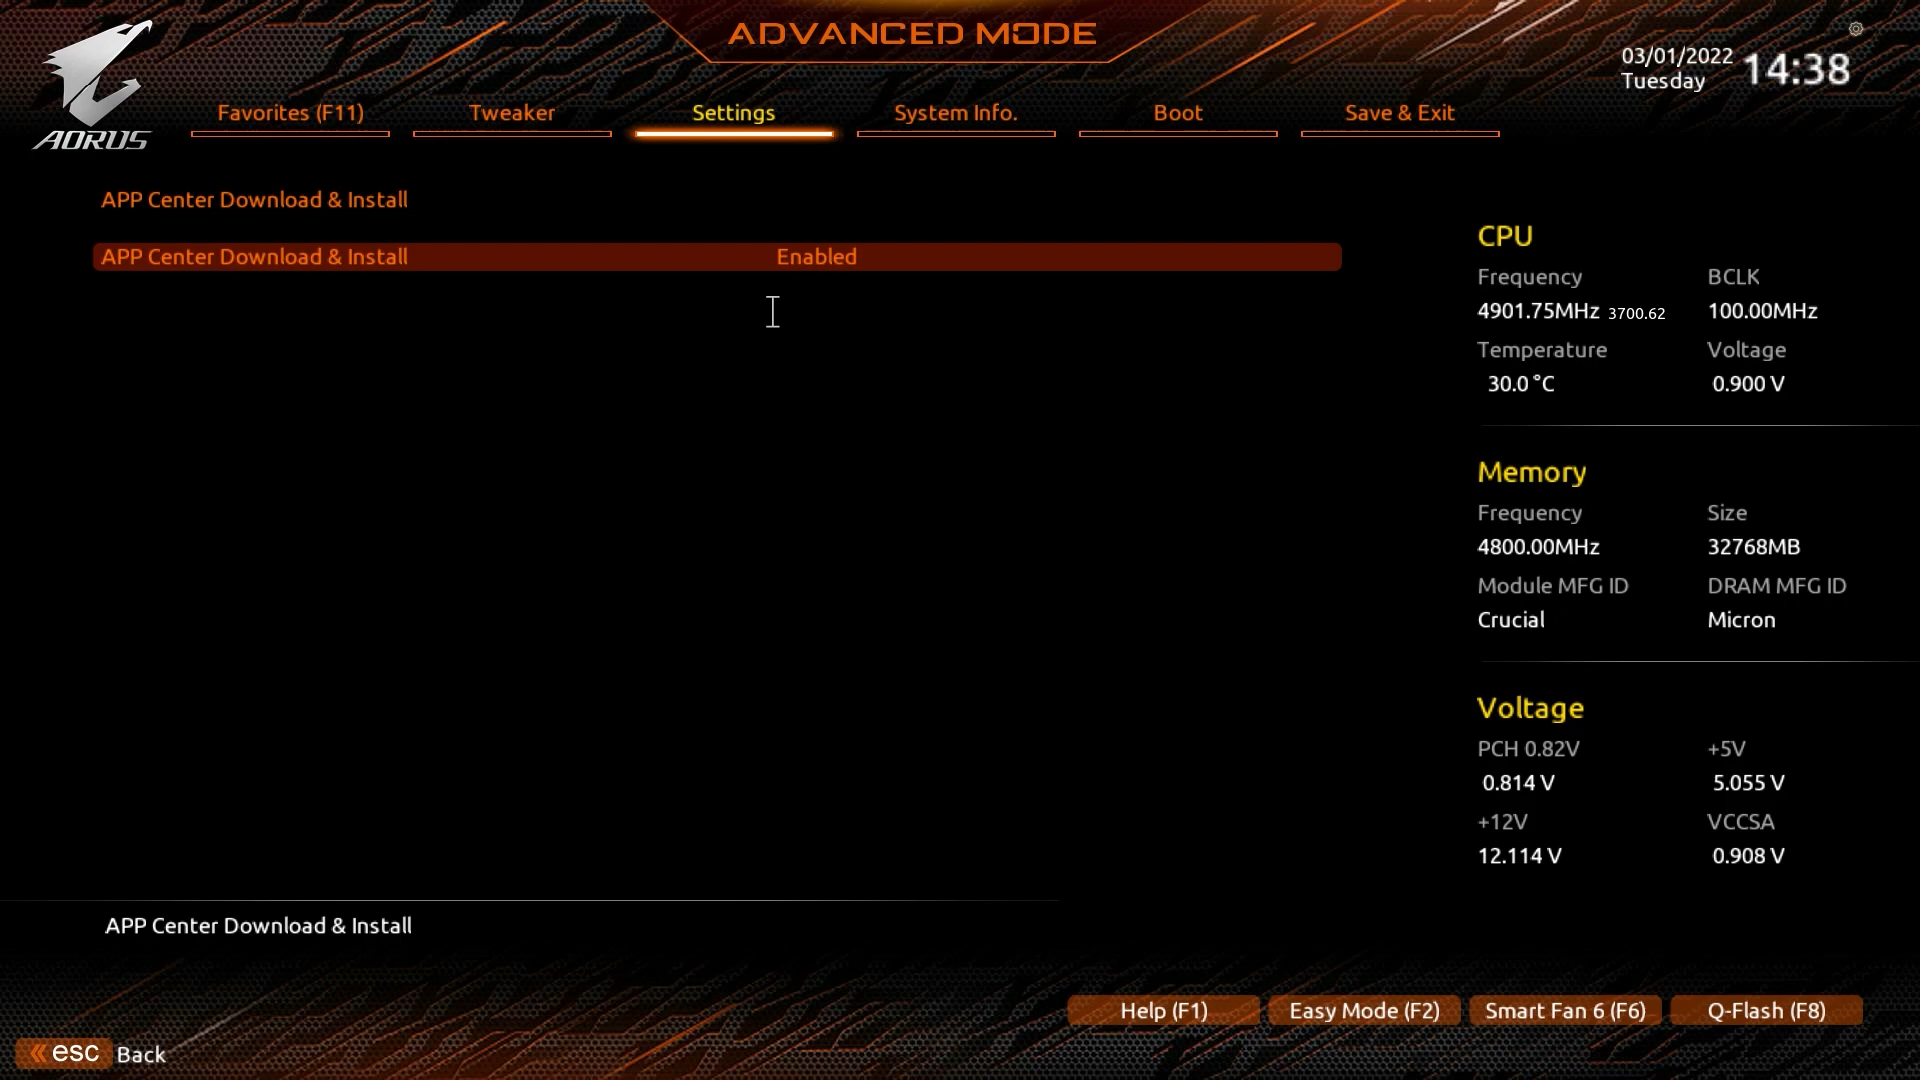 ADVANCED MODE
03/01/2022
Tuesday
14:38
AORUS
Favorites (F11)
Tweaker
Settings
System Info.
Boot
Save & Exit
APP Center Download & Install
APP Center Download & Install Enabled
CPU
Frequency BCLK
4901.75MHz 3700.62 100.00MHz
Temperature Voltage
30.0 °C 0.900 V
Memory
Frequency Size
4800.00MHz 32768MB
Module MFG ID DRAM MFG ID
Crucial Micron
Voltage
PCH 0.82V +5V
0.814 V 5.055 V
+12V VCCSA
12.114 V 0.908 V
APP Center Download & Install
Help (F1)
Easy Mode (F2)
Smart Fan 6 (F6)
Q-Flash (F8)
esc Back